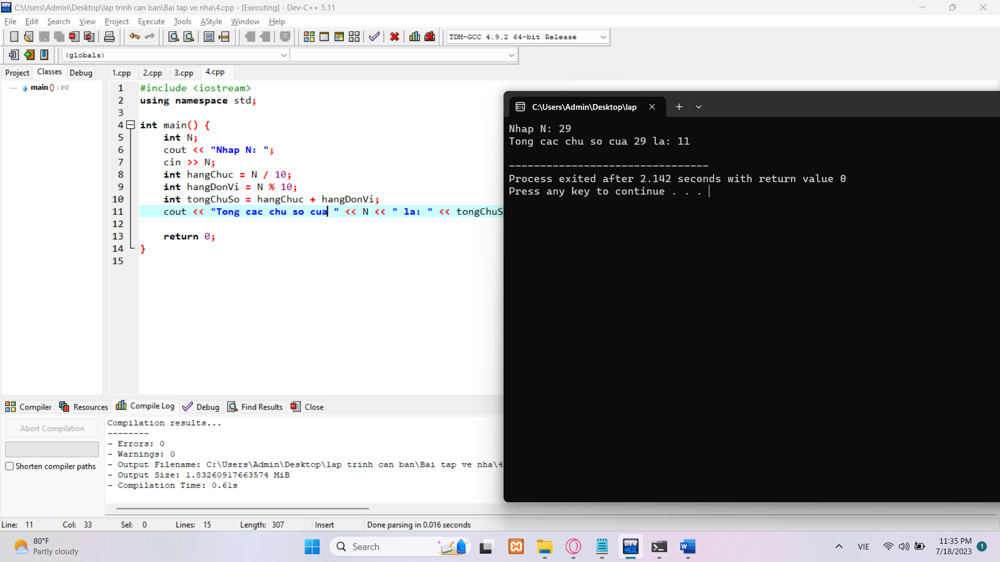 C:\Users\Admin\Desktop\lap trinh can ban\Bai tap ve nha\4.cpp - [Executing] - Dev-C++ 5.11
File Edit Search View Project Execute Tools AStyle Window Help
TDM-GCC 4.9.2 64-bit Release
(globals)
Project Classes Debug
main () : int
1.cpp 2.cpp 3.cpp 4.cpp
1 #include <iostream>
2 using namespace std;
3
4 int main() {
5 int N;
6 cout << "Nhap N: ";
7 cin >> N;
8 int hangChuc = N / 10;
9 int hangDonVi = N % 10;
10 int tongChuSo = hangChuc + hangDonVi;
11 cout << "Tong cac chu so cua " << N << " la: " << tongChuS
12
13 return 0;
14 }
15
C:\Users\Admin\Desktop\lap
Nhap N: 29
Tong cac chu so cua 29 la: 11
--------------------------------
Process exited after 2.142 seconds with return value 0
Press any key to continue . . .
Compiler Resources Compile Log Debug Find Results Close
Abort Compilation
Shorten compiler paths
Compilation results...
--------
- Errors: 0
- Warnings: 0
- Output Filename: C:\Users\Admin\Desktop\lap trinh can ban\Bai tap ve nha\4
- Output Size: 1.83260917663574 MiB
- Compilation Time: 0.61s
Line: 11 Col: 33 Sel: 0 Lines: 15 Length: 307 Insert Done parsing in 0.016 seconds
80°F
Partly cloudy
Search
DEV
VIE
11:35 PM
7/18/2023
1